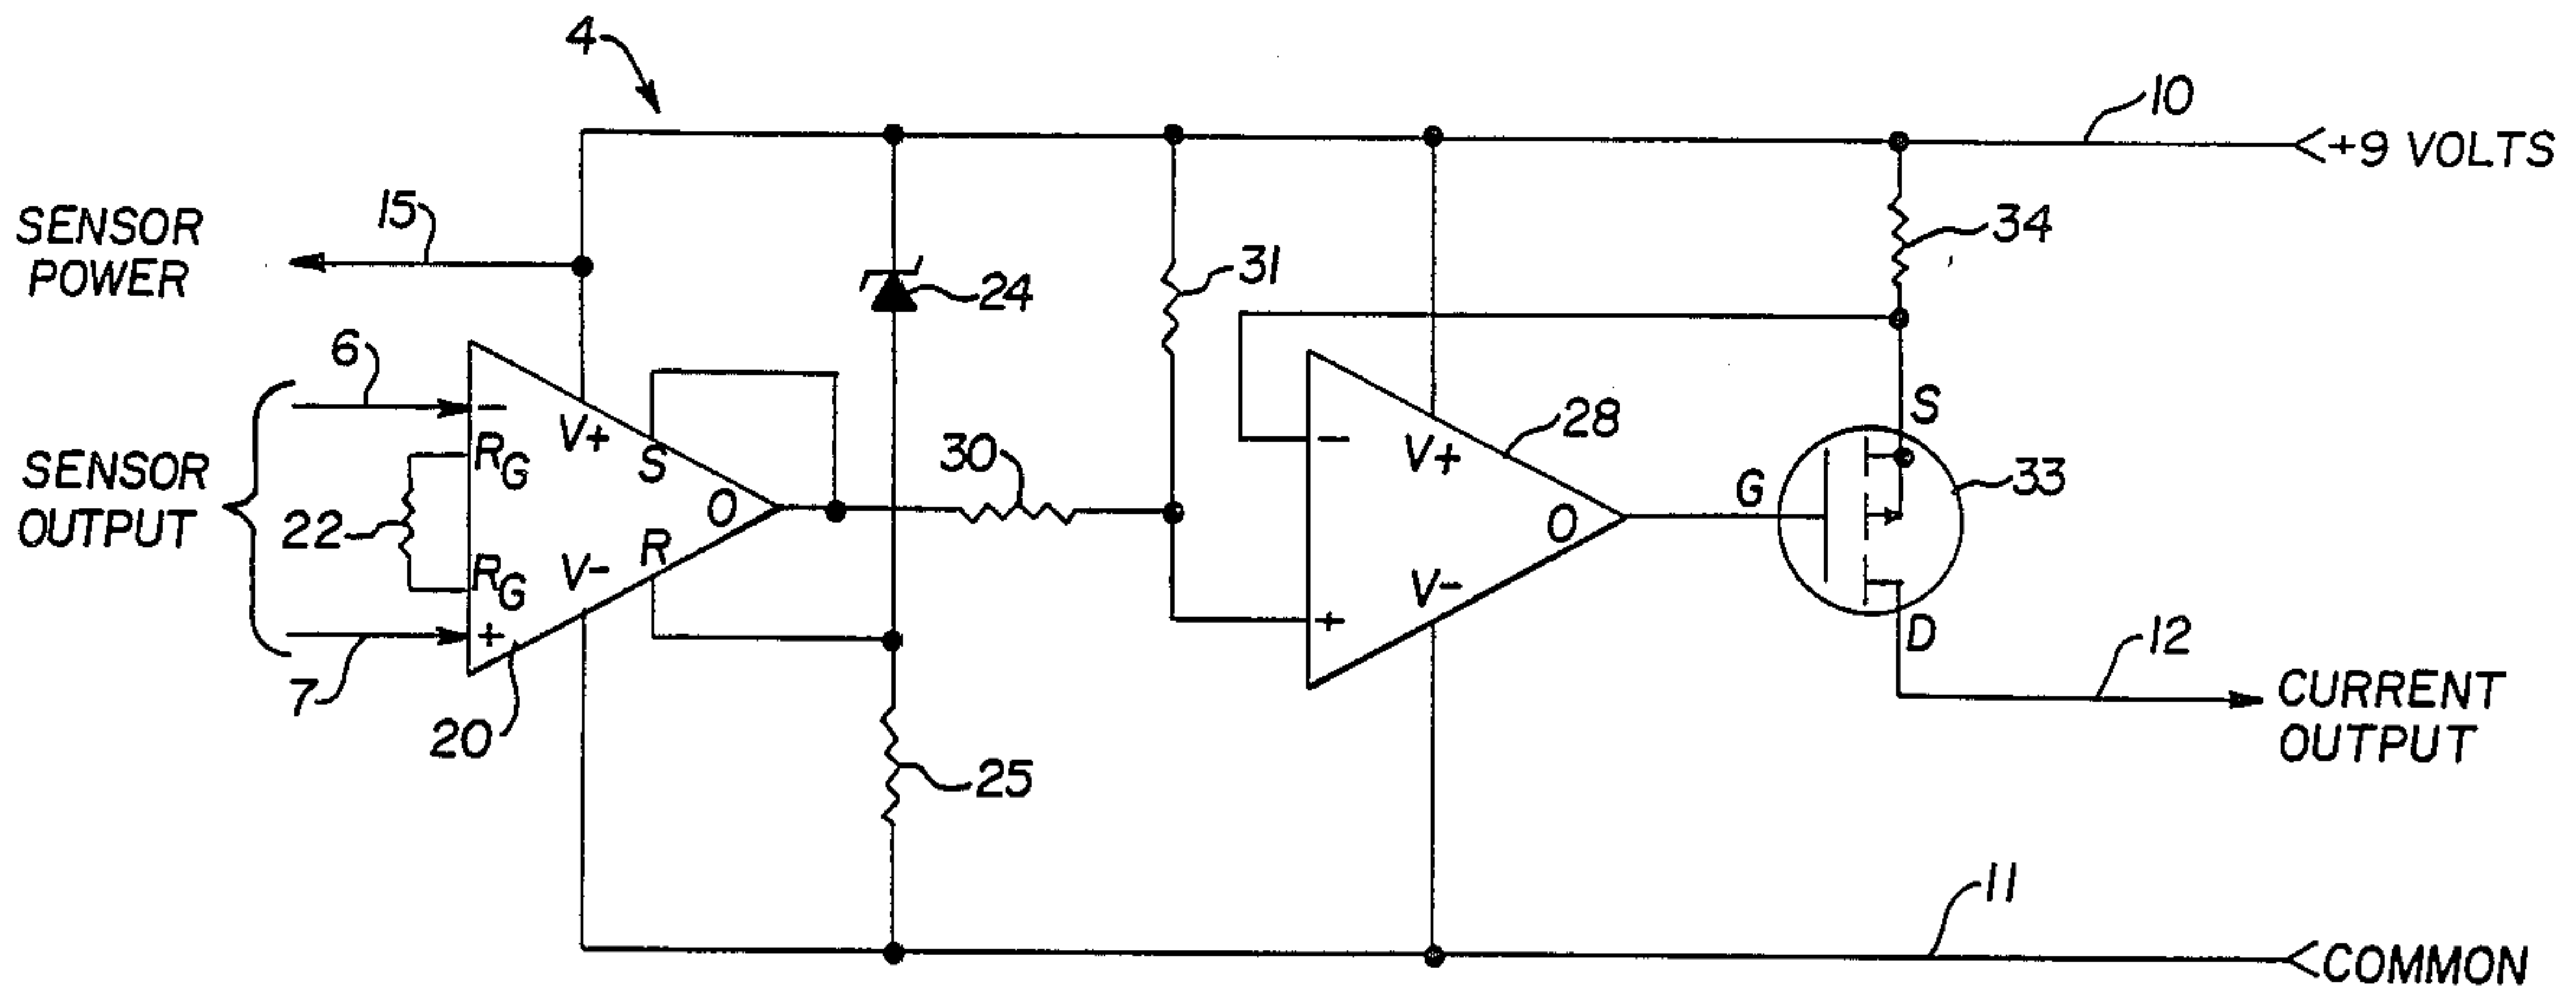 4
10
+9 VOLTS
SENSOR
POWER
15
34
31
24
6
−
V+
S
28
S
RG
30
−
V+
SENSOR
OUTPUT
22
O
G
33
RG
V-
R
O
V-
7
+
20
+
D
12
CURRENT
OUTPUT
25
11
COMMON